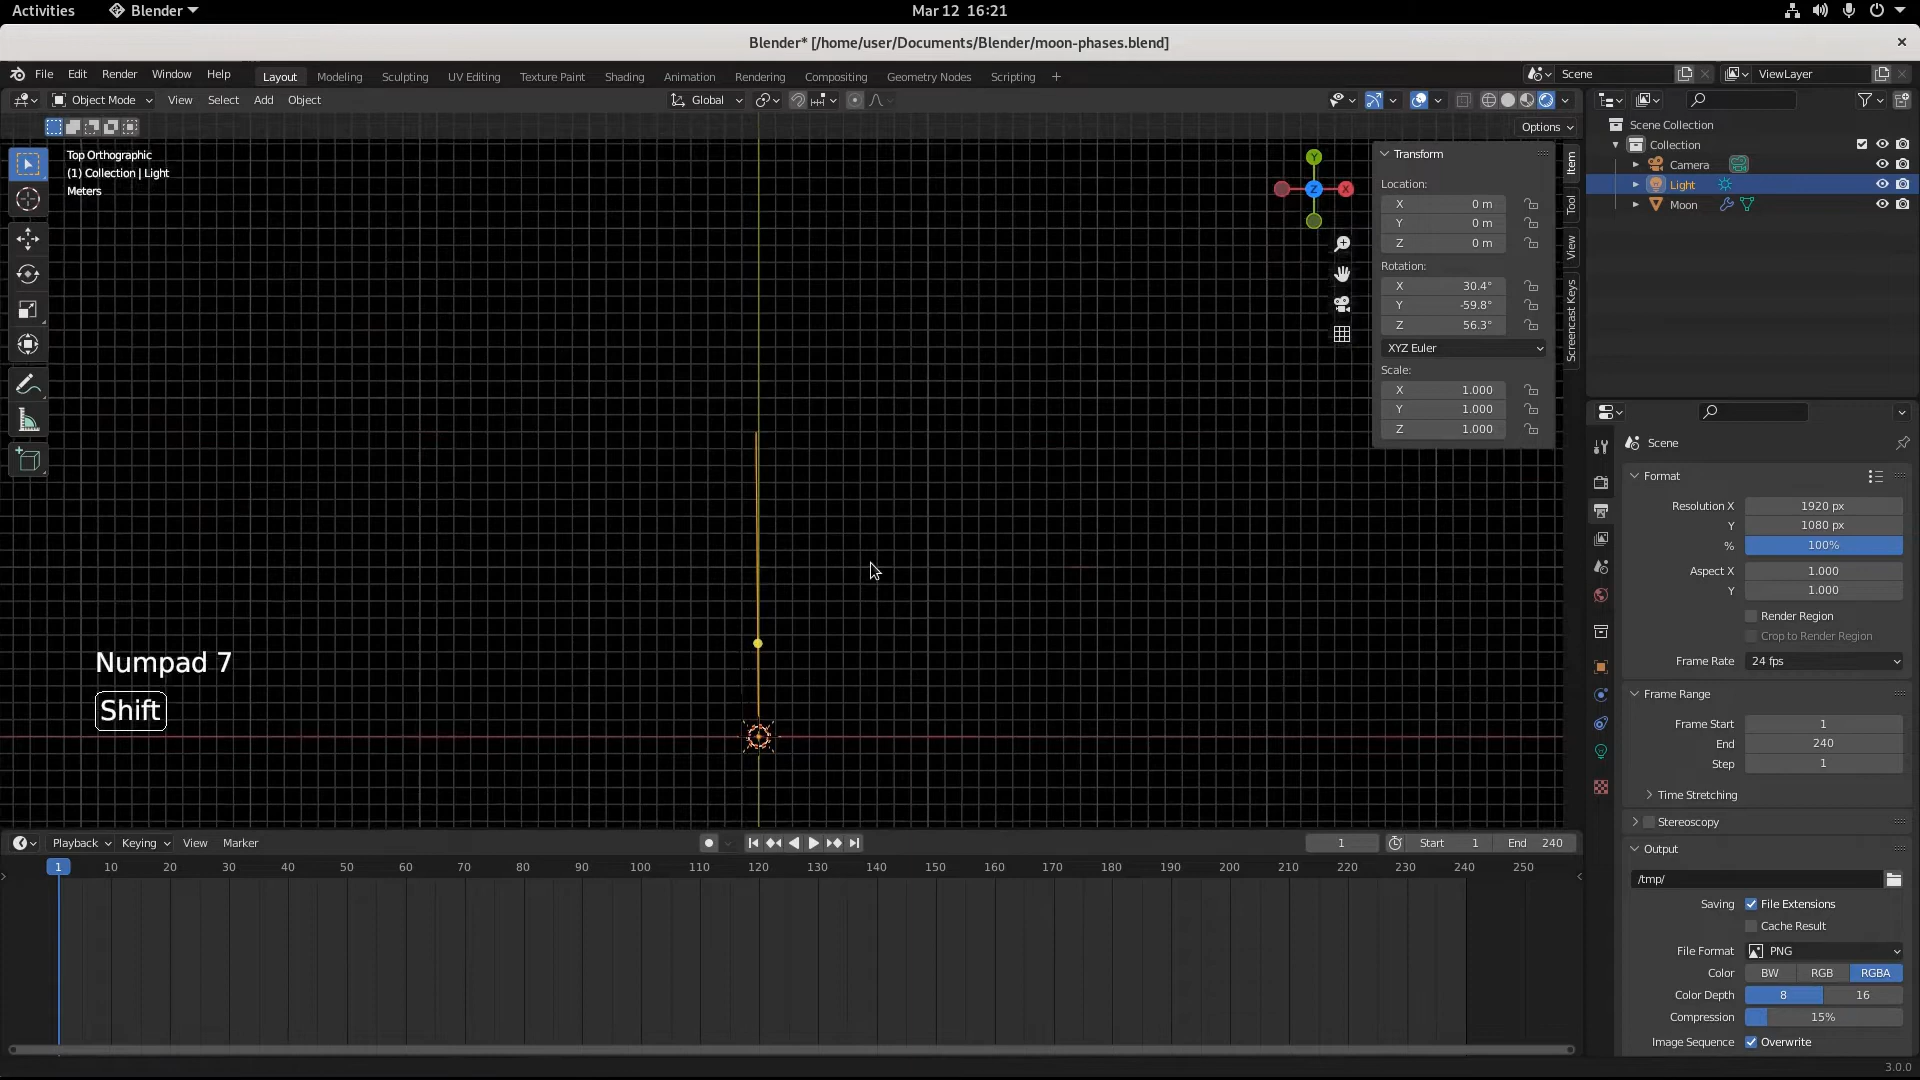 Activities Blender Mar 12 16:21
Blender* [/home/user/Documents/Blender/moon-phases.blend]
File Edit Render Window Help Layout Modeling Sculpting UV Editing Texture Paint Shading Animation Rendering Compositing Geometry Nodes Scripting + Scene ViewLayer
Object Mode View Select Add Object Global
Options
Top Orthographic
(1) Collection | Light
Meters
Numpad 7
Shift
Y
Z X
Transform
Location:
X 0 m
Y 0 m
Z 0 m
Rotation:
X 30.4°
Y -59.8°
Z 56.3°
XYZ Euler
Scale:
X 1.000
Y 1.000
Z 1.000
Item
Tool
View
Screencast Keys
Scene Collection
Collection
Camera
Light
Moon
Scene
Format
Resolution X 1920 px
Y 1080 px
% 100%
Aspect X 1.000
Y 1.000
Render Region
Crop to Render Region
Frame Rate 24 fps
Frame Range
Frame Start 1
End 240
Step 1
Time Stretching
Stereoscopy
Output
/tmp/
Saving File Extensions
Cache Result
File Format PNG
Color BW RGB RGBA
Color Depth 8 16
Compression 15%
Image Sequence Overwrite
Playback Keying View Marker 1 Start 1 End 240
1 10 20 30 40 50 60 70 80 90 100 110 120 130 140 150 160 170 180 190 200 210 220 230 240 250
3.0.0